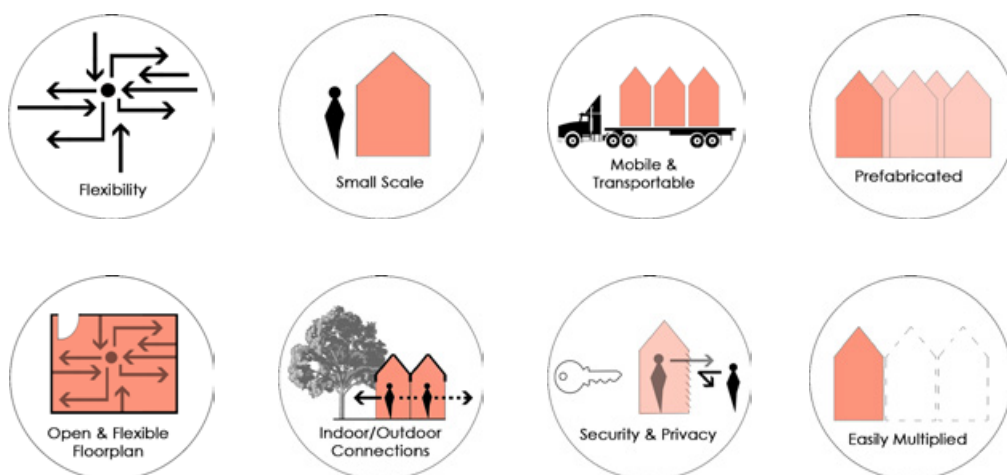 Flexibility
Small Scale
Mobile &
Transportable
Prefabricated
Open & Flexible
Floorplan
Indoor/Outdoor
Connections
Security & Privacy
Easily Multiplied